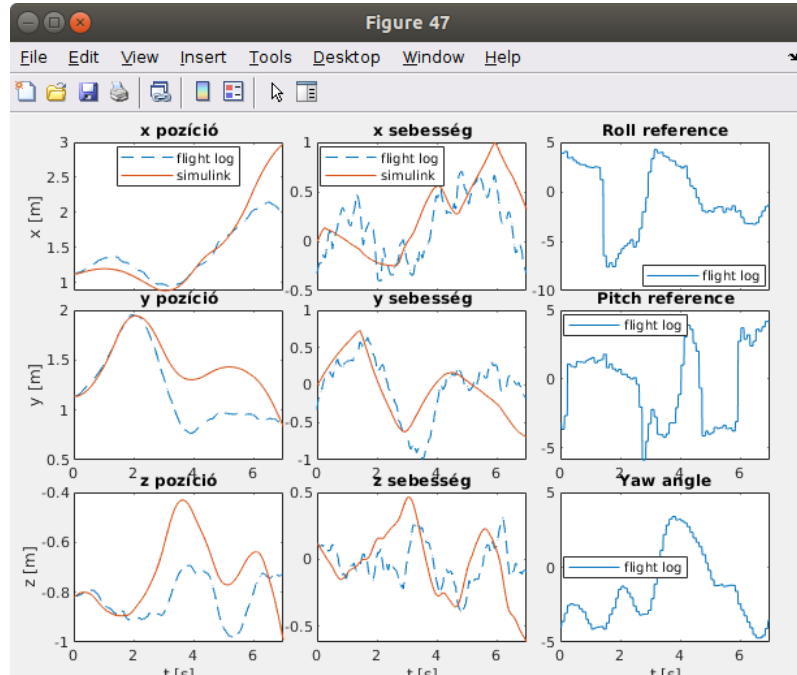 Figure 47
File Edit View Insert Tools Desktop Window Help
x pozíció x sebesség Roll reference
3 1 5
flight log flight log
simulink simulink
2.5 0.5 0
x [m]
2
1.5 0 -5
flight log
1 -0.5 -10
y pozíció y sebesség Pitch reference
2 1 5
flight log
1.5 0.5
y [m]
0 0
1 -0.5
-5
0.5 -1
0 2 4 6 0 2 4 6 0 2 4 6
z pozíció z sebesség Yaw angle
-0.4 0.5 5
-0.6
z [m]
0 0
flight log
-0.8
-0.5
-1 -5
0 2 4 6 0 2 4 6 0 2 4 6
t [s] t [s] t [s]